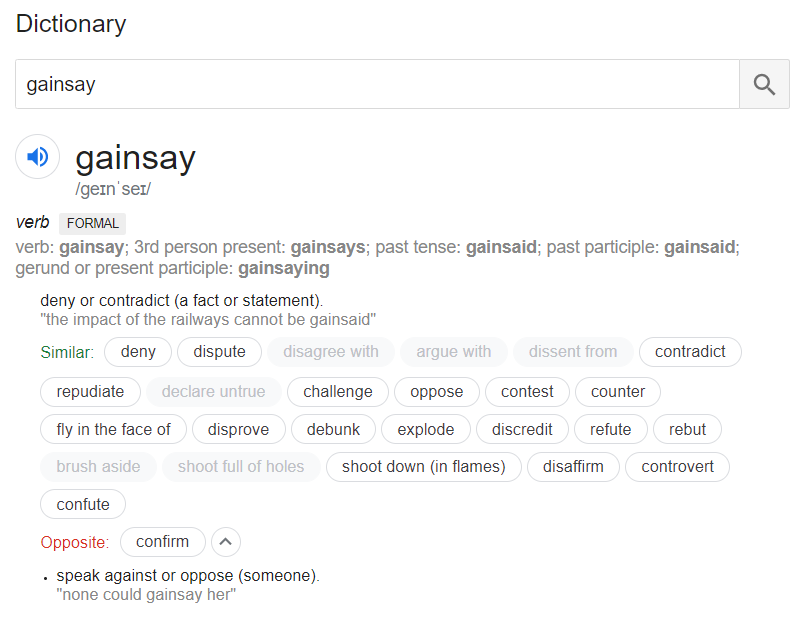 Dictionary
gainsay
gainsay
/ɡeɪnˈseɪ/
verb FORMAL
verb: gainsay; 3rd person present: gainsays; past tense: gainsaid; past participle: gainsaid;
gerund or present participle: gainsaying
deny or contradict (a fact or statement).
"the impact of the railways cannot be gainsaid"
Similar: deny dispute disagree with argue with dissent from contradict
repudiate declare untrue challenge oppose contest counter
fly in the face of disprove debunk explode discredit refute rebut
brush aside shoot full of holes shoot down (in flames) disaffirm controvert
confute
Opposite: confirm
• speak against or oppose (someone).
"none could gainsay her"